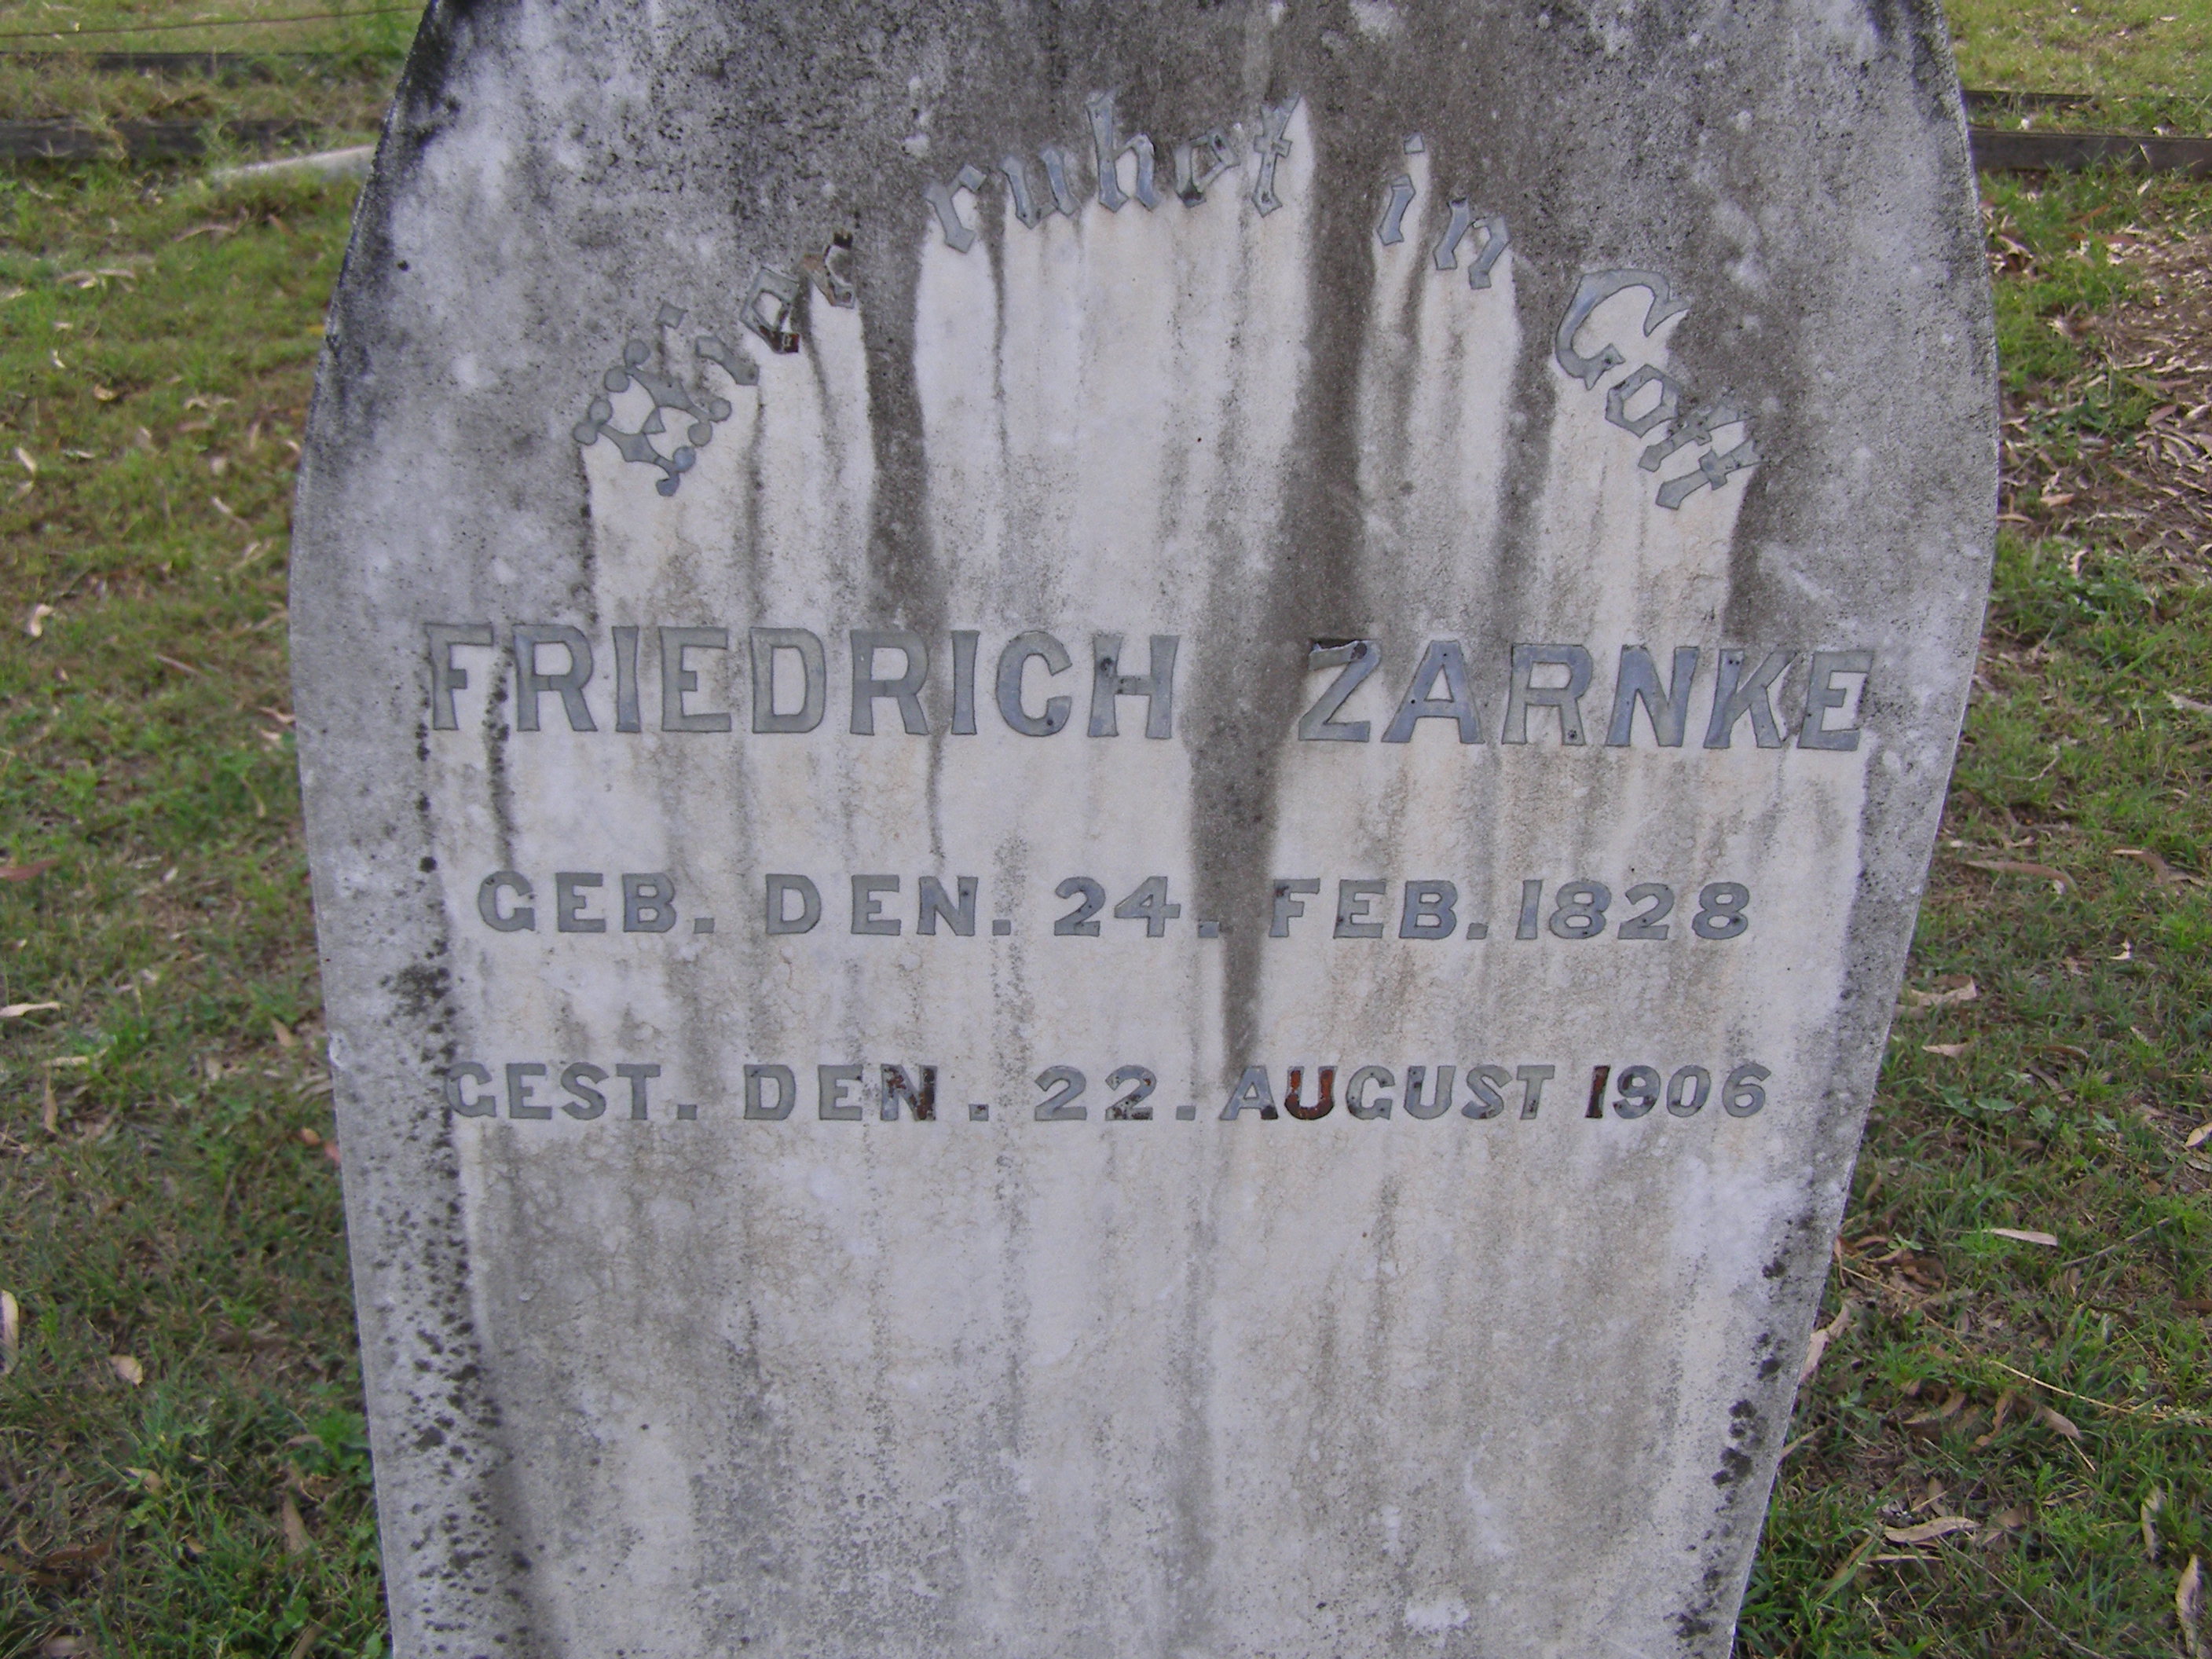 Hier ruhet in Gott
FRIEDRICH ZARNKE
GEB. DEN. 24. FEB. 1828
GEST. DEN. 22. AUGUST 1906